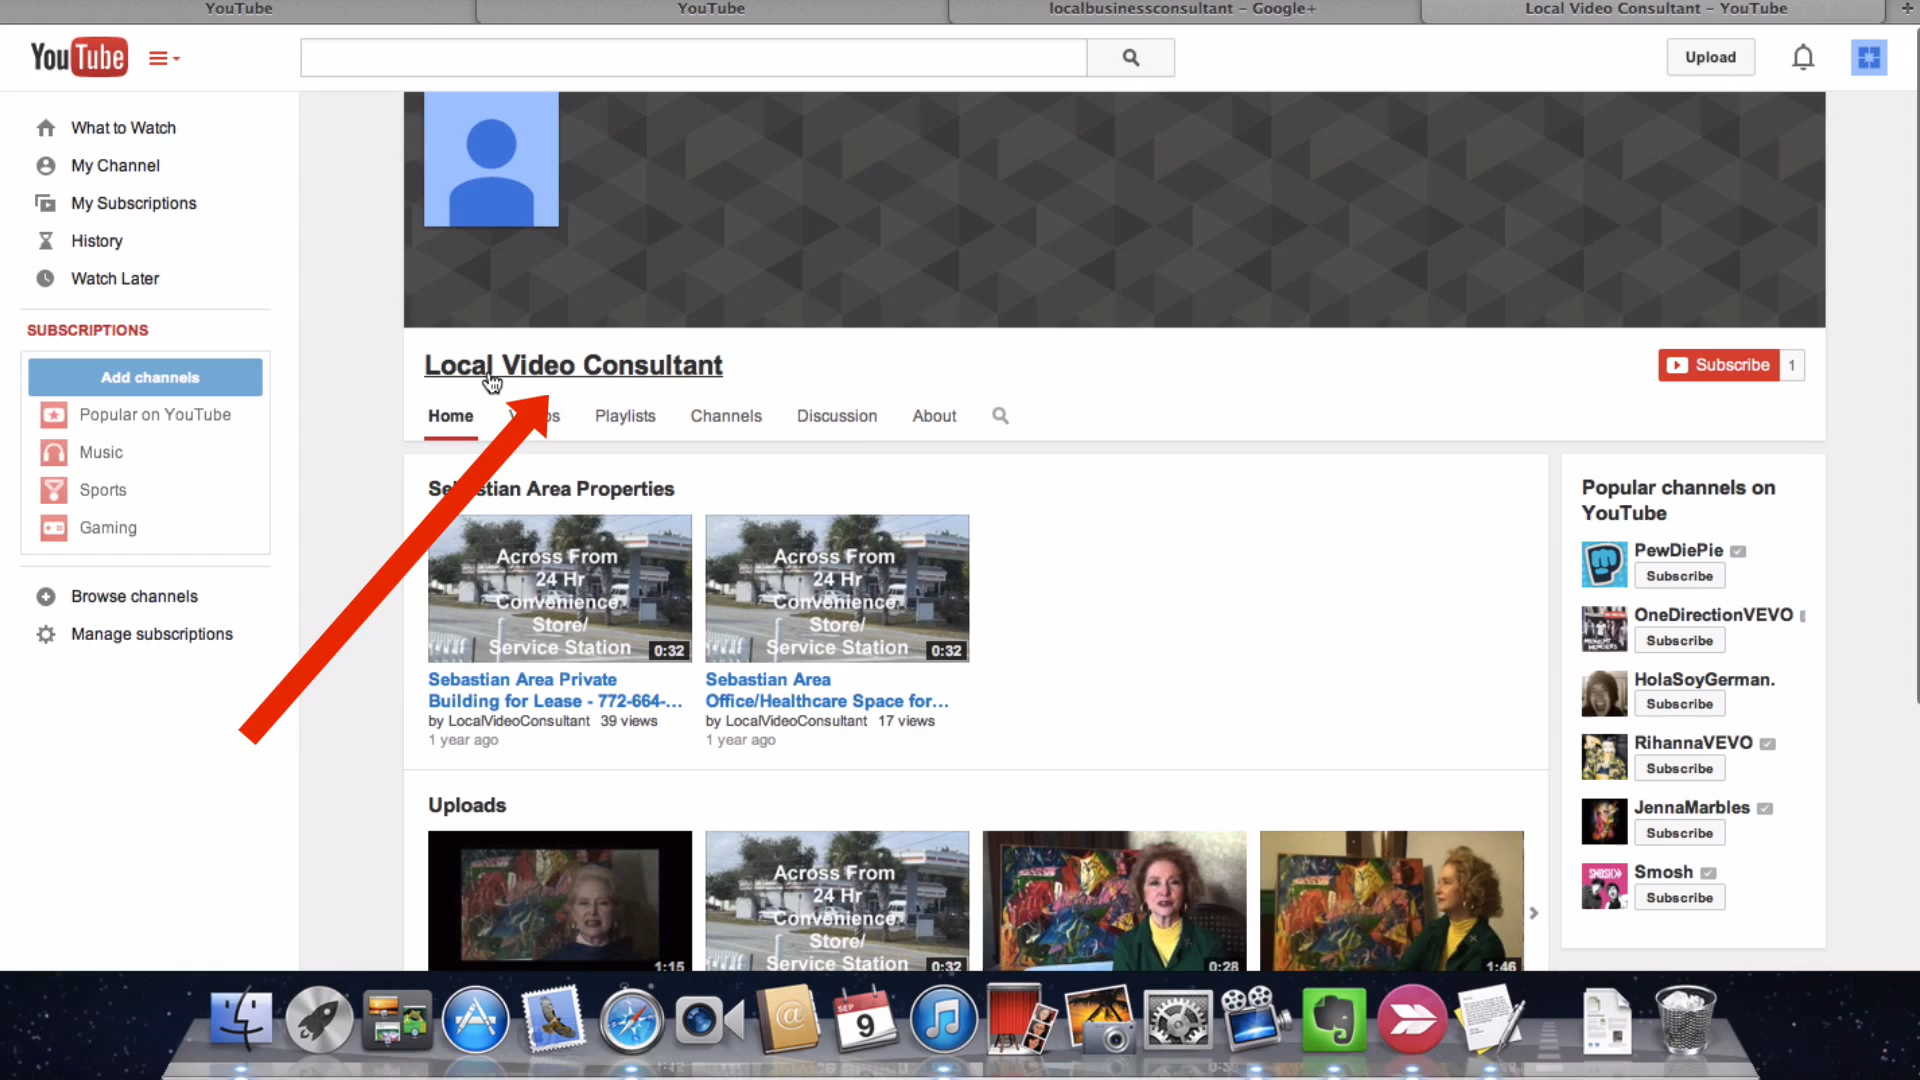 YouTube
YouTube
localbusinessconsultant – Google+
Local Video Consultant – YouTube
YouTube
Upload
What to Watch
My Channel
My Subscriptions
History
Watch Later
SUBSCRIPTIONS
Add channels
Popular on YouTube
Music
Sports
Gaming
Browse channels
Manage subscriptions
Local Video Consultant
Subscribe 1
Home Playlists Channels Discussion About
Sebastian Area Properties
Across From
24 Hr
Convenience
Store/
Service Station
0:32
Across From
24 Hr
Convenience
Store/
Service Station
0:32
Sebastian Area Private
Building for Lease - 772-664-...
by LocalVideoConsultant 39 views
1 year ago
Sebastian Area
Office/Healthcare Space for...
by LocalVideoConsultant 17 views
1 year ago
Uploads
1:15
Across From
24 Hr
Convenience
Store/
Service Station
0:32
0:28
1:46
Popular channels on
YouTube
PewDiePie
Subscribe
OneDirectionVEVO
Subscribe
HolaSoyGerman.
Subscribe
RihannaVEVO
Subscribe
JennaMarbles
Subscribe
SMOSH
Smosh
Subscribe
SEP
9